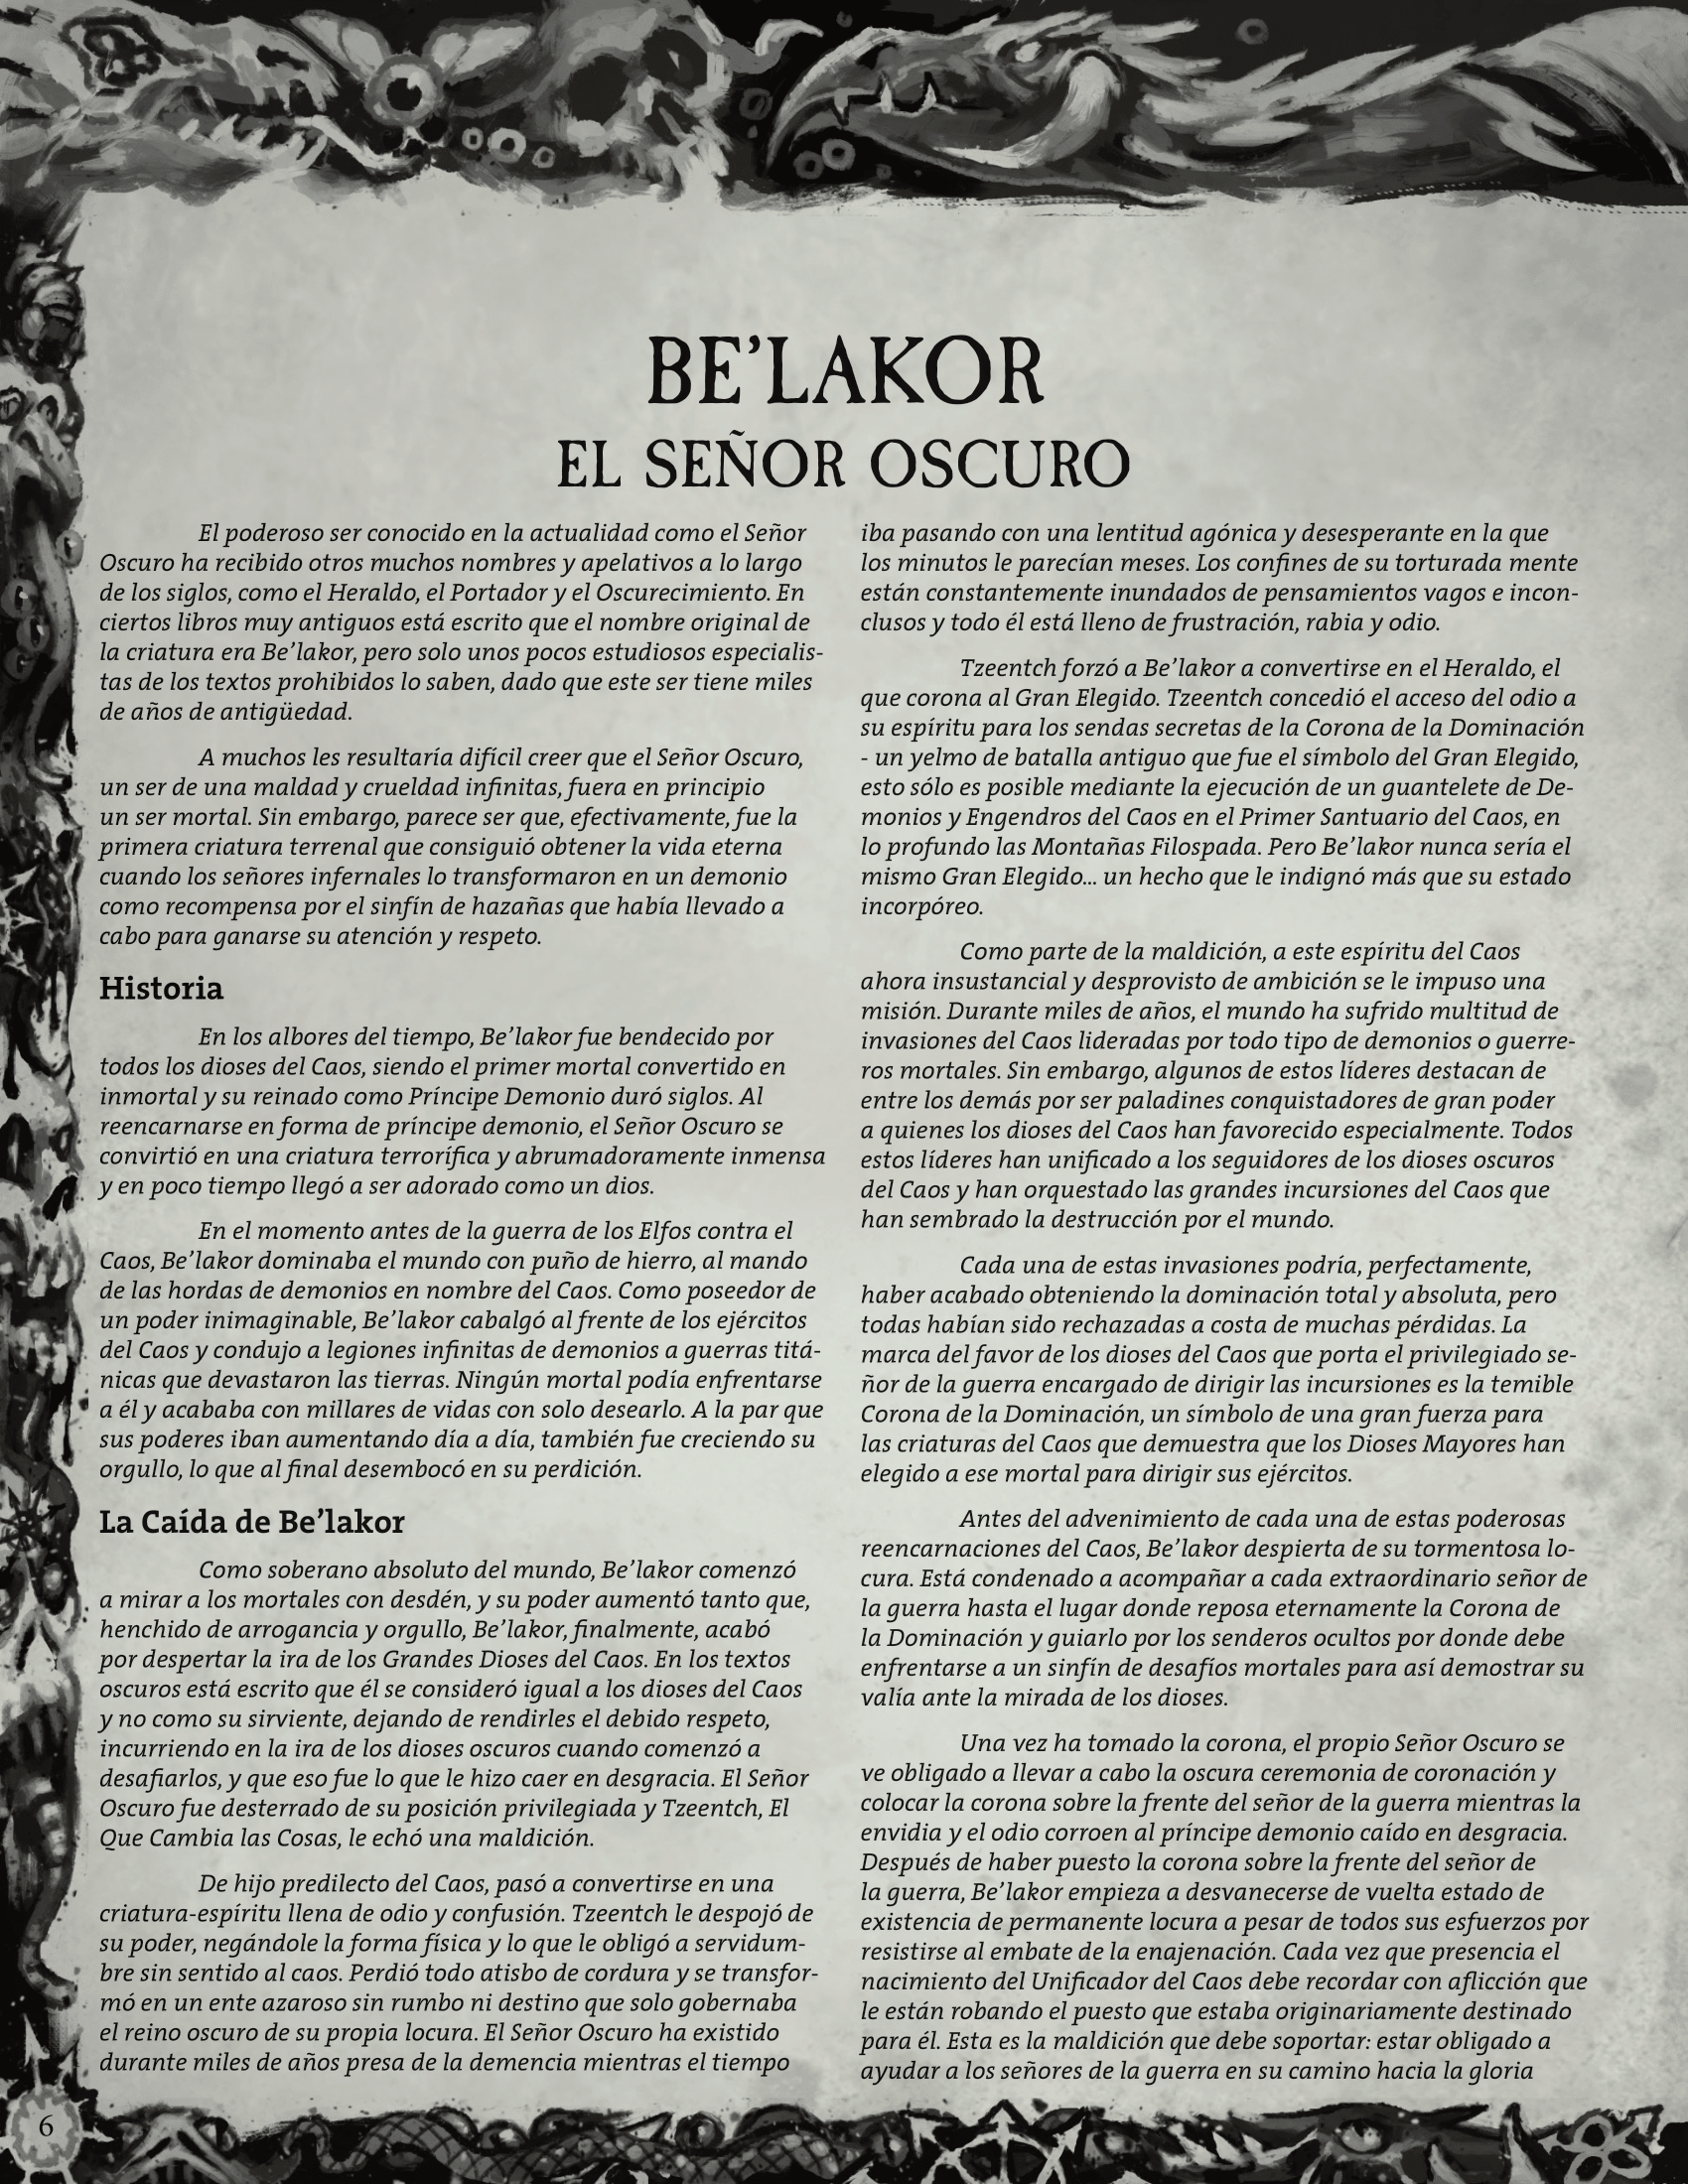 BE’LAKOR
EL SEÑOR OSCURO
El poderoso ser conocido en la actualidad como el Señor
Oscuro ha recibido otros muchos nombres y apelativos a lo largo
de los siglos, como el Heraldo, el Portador y el Oscurecimiento. En
ciertos libros muy antiguos está escrito que el nombre original de
la criatura era Be’lakor, pero solo unos pocos estudiosos especialis-
tas de los textos prohibidos lo saben, dado que este ser tiene miles
de años de antigüedad.
A muchos les resultaría difícil creer que el Señor Oscuro,
un ser de una maldad y crueldad infinitas, fuera en principio
un ser mortal. Sin embargo, parece ser que, efectivamente, fue la
primera criatura terrenal que consiguió obtener la vida eterna
cuando los señores infernales lo transformaron en un demonio
como recompensa por el sinfín de hazañas que había llevado a
cabo para ganarse su atención y respeto.
Historia
En los albores del tiempo, Be’lakor fue bendecido por
todos los dioses del Caos, siendo el primer mortal convertido en
inmortal y su reinado como Príncipe Demonio duró siglos. Al
reencarnarse en forma de príncipe demonio, el Señor Oscuro se
convirtió en una criatura terrorífica y abrumadoramente inmensa
y en poco tiempo llegó a ser adorado como un dios.
En el momento antes de la guerra de los Elfos contra el
Caos, Be’lakor dominaba el mundo con puño de hierro, al mando
de las hordas de demonios en nombre del Caos. Como poseedor de
un poder inimaginable, Be’lakor cabalgó al frente de los ejércitos
del Caos y condujo a legiones infinitas de demonios a guerras titá-
nicas que devastaron las tierras. Ningún mortal podía enfrentarse
a él y acababa con millares de vidas con solo desearlo. A la par que
sus poderes iban aumentando día a día, también fue creciendo su
orgullo, lo que al final desembocó en su perdición.
La Caída de Be’lakor
Como soberano absoluto del mundo, Be’lakor comenzó
a mirar a los mortales con desdén, y su poder aumentó tanto que,
henchido de arrogancia y orgullo, Be’lakor, finalmente, acabó
por despertar la ira de los Grandes Dioses del Caos. En los textos
oscuros está escrito que él se consideró igual a los dioses del Caos
y no como su sirviente, dejando de rendirles el debido respeto,
incurriendo en la ira de los dioses oscuros cuando comenzó a
desafiarlos, y que eso fue lo que le hizo caer en desgracia. El Señor
Oscuro fue desterrado de su posición privilegiada y Tzeentch, El
Que Cambia las Cosas, le echó una maldición.
De hijo predilecto del Caos, pasó a convertirse en una
criatura-espíritu llena de odio y confusión. Tzeentch le despojó de
su poder, negándole la forma física y lo que le obligó a servidum-
bre sin sentido al caos. Perdió todo atisbo de cordura y se transfor-
mó en un ente azaroso sin rumbo ni destino que solo gobernaba
el reino oscuro de su propia locura. El Señor Oscuro ha existido
durante miles de años presa de la demencia mientras el tiempo
iba pasando con una lentitud agónica y desesperante en la que
los minutos le parecían meses. Los confines de su torturada mente
están constantemente inundados de pensamientos vagos e incon-
clusos y todo él está lleno de frustración, rabia y odio.
Tzeentch forzó a Be’lakor a convertirse en el Heraldo, el
que corona al Gran Elegido. Tzeentch concedió el acceso del odio a
su espíritu para los sendas secretas de la Corona de la Dominación
- un yelmo de batalla antiguo que fue el símbolo del Gran Elegido,
esto sólo es posible mediante la ejecución de un guantelete de De-
monios y Engendros del Caos en el Primer Santuario del Caos, en
lo profundo las Montañas Filospada. Pero Be’lakor nunca sería el
mismo Gran Elegido... un hecho que le indignó más que su estado
incorpóreo.
Como parte de la maldición, a este espíritu del Caos
ahora insustancial y desprovisto de ambición se le impuso una
misión. Durante miles de años, el mundo ha sufrido multitud de
invasiones del Caos lideradas por todo tipo de demonios o guerre-
ros mortales. Sin embargo, algunos de estos líderes destacan de
entre los demás por ser paladines conquistadores de gran poder
a quienes los dioses del Caos han favorecido especialmente. Todos
estos líderes han unificado a los seguidores de los dioses oscuros
del Caos y han orquestado las grandes incursiones del Caos que
han sembrado la destrucción por el mundo.
Cada una de estas invasiones podría, perfectamente,
haber acabado obteniendo la dominación total y absoluta, pero
todas habían sido rechazadas a costa de muchas pérdidas. La
marca del favor de los dioses del Caos que porta el privilegiado se-
ñor de la guerra encargado de dirigir las incursiones es la temible
Corona de la Dominación, un símbolo de una gran fuerza para
las criaturas del Caos que demuestra que los Dioses Mayores han
elegido a ese mortal para dirigir sus ejércitos.
Antes del advenimiento de cada una de estas poderosas
reencarnaciones del Caos, Be’lakor despierta de su tormentosa lo-
cura. Está condenado a acompañar a cada extraordinario señor de
la guerra hasta el lugar donde reposa eternamente la Corona de
la Dominación y guiarlo por los senderos ocultos por donde debe
enfrentarse a un sinfín de desafíos mortales para así demostrar su
valía ante la mirada de los dioses.
Una vez ha tomado la corona, el propio Señor Oscuro se
ve obligado a llevar a cabo la oscura ceremonia de coronación y
colocar la corona sobre la frente del señor de la guerra mientras la
envidia y el odio corroen al príncipe demonio caído en desgracia.
Después de haber puesto la corona sobre la frente del señor de
la guerra, Be’lakor empieza a desvanecerse de vuelta estado de
existencia de permanente locura a pesar de todos sus esfuerzos por
resistirse al embate de la enajenación. Cada vez que presencia el
nacimiento del Unificador del Caos debe recordar con aflicción que
le están robando el puesto que estaba originariamente destinado
para él. Esta es la maldición que debe soportar: estar obligado a
ayudar a los señores de la guerra en su camino hacia la gloria
6